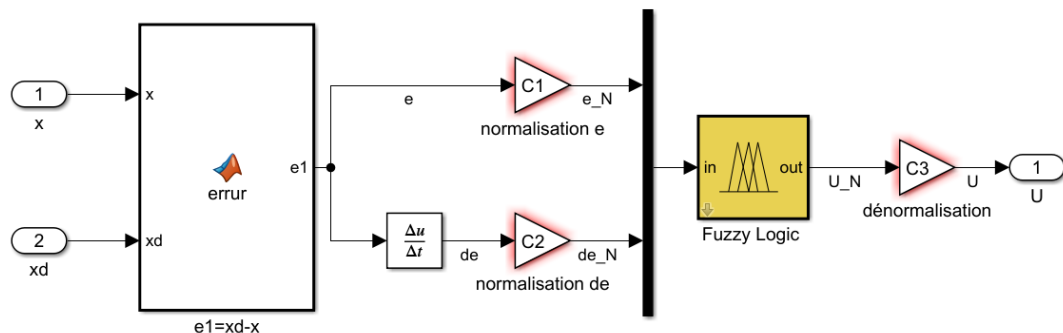 1
x
2
xd
x
xd
errur
e1
e1=xd-x
e
C1
normalisation e
e_N
Δu
Δt
de
C2
normalisation de
de_N
in
out
Fuzzy Logic
U_N
C3
dénormalisation
U
1
U